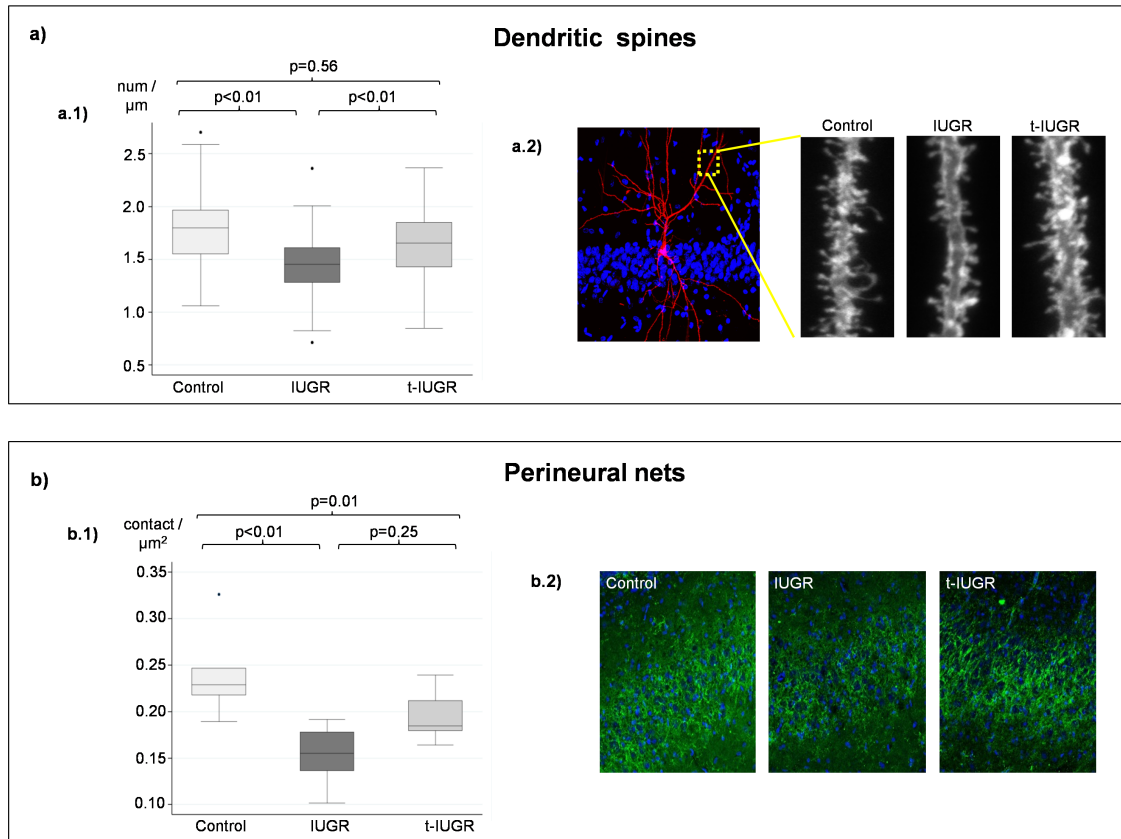 a)
Dendritic spines
p=0.56
num /
µm
p<0.01
p<0.01
a.1)
2.5
2.0
1.5
1.0
0.5
Control
IUGR
t-IUGR
a.2)
Control
IUGR
t-IUGR
b)
Perineural nets
p=0.01
contact /
µm²
p<0.01
p=0.25
b.1)
0.35
0.30
0.25
0.20
0.15
0.10
Control
IUGR
t-IUGR
b.2)
Control
IUGR
t-IUGR